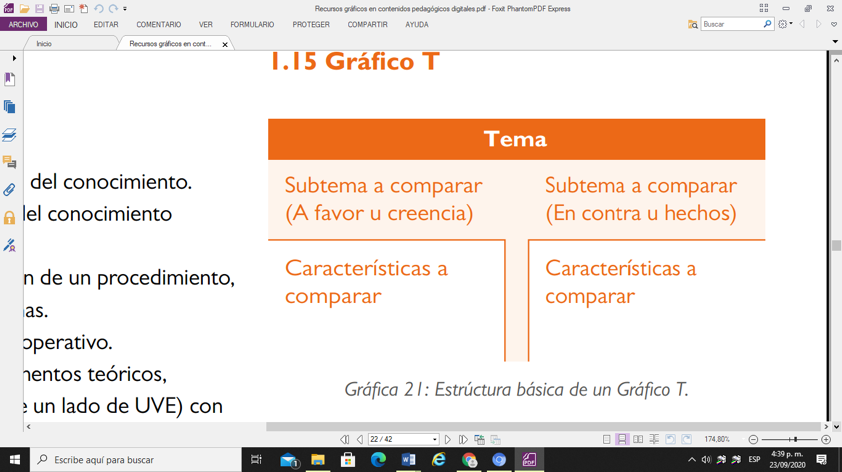 Recursos gráficos en contenidos pedagógicos digitales.pdf - Foxit PhantomPDF Express
ARCHIVO INICIO EDITAR COMENTARIO VER FORMULARIO PROTEGER COMPARTIR AYUDA
Buscar
Inicio
Recursos gráficos en cont...
1.15 Gráfico T
Tema
del conocimiento.
Subtema a comparar
(A favor u creencia)
Subtema a comparar
(En contra u hechos)
del conocimiento
n de un procedimiento,
Características a
comparar
Características a
comparar
nas.
operativo.
mentos teóricos,
e un lado de UVE) con
Gráfica 21: Estrúctura básica de un Gráfico T.
22 / 42
174,80%
Escribe aquí para buscar
1
ESP
4:39 p. m.
23/09/2020